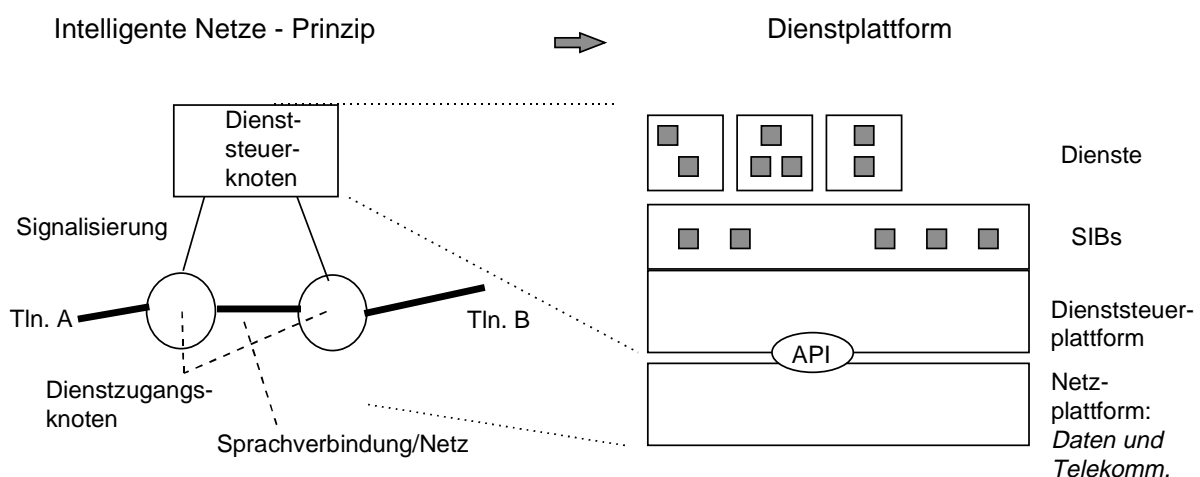 Intelligente Netze - Prinzip
Dienstplattform
Dienst-
steuer-
knoten
Signalisierung
Tln. A
Tln. B
Dienstzugangs-
knoten
Sprachverbindung/Netz
Dienste
SIBs
Dienststeuer-
plattform
API
Netz-
plattform:
Daten und
Telekomm.